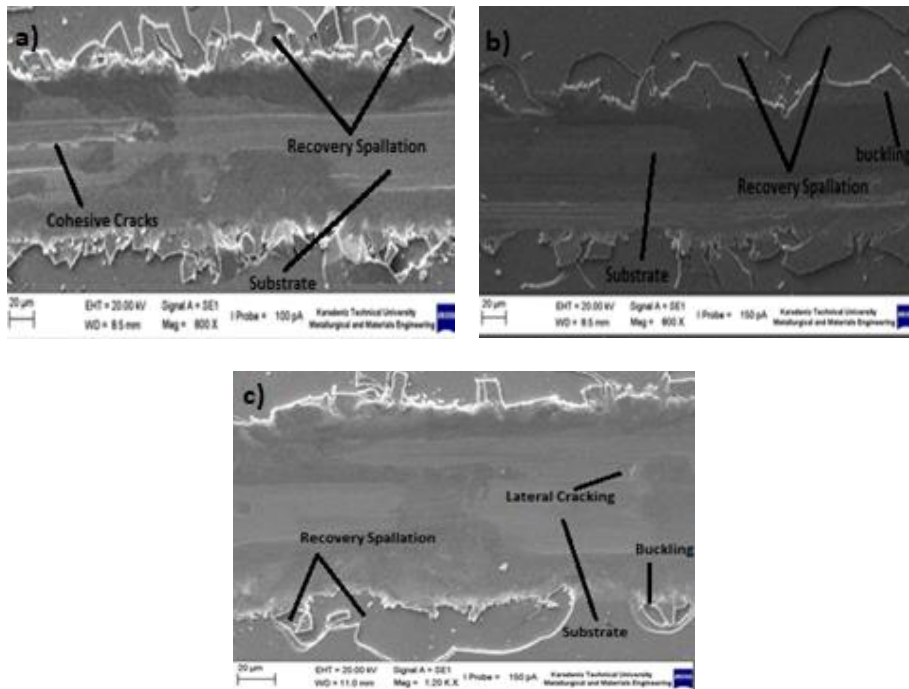 a)
Recovery Spallation
Cohesive Cracks
Substrate
20 µm
EHT = 20.00 kV
Signal A = SE1
I Probe = 100 pA
Karadeniz Technical University
WD = 8.5 mm
Mag = 800 X
Metallurgical and Materials Engineering
b)
buckling
Recovery Spallation
Substrate
20 µm
EHT = 20.00 kV
Signal A = SE1
I Probe = 150 pA
Karadeniz Technical University
WD = 8.5 mm
Mag = 800 X
Metallurgical and Materials Engineering
c)
Lateral Cracking
Recovery Spallation
Buckling
Substrate
20 µm
EHT = 20.00 kV
Signal A = SE1
I Probe = 150 pA
Karadeniz Technical University
WD = 11.0 mm
Mag = 1.20 K X
Metallurgical and Materials Engineering